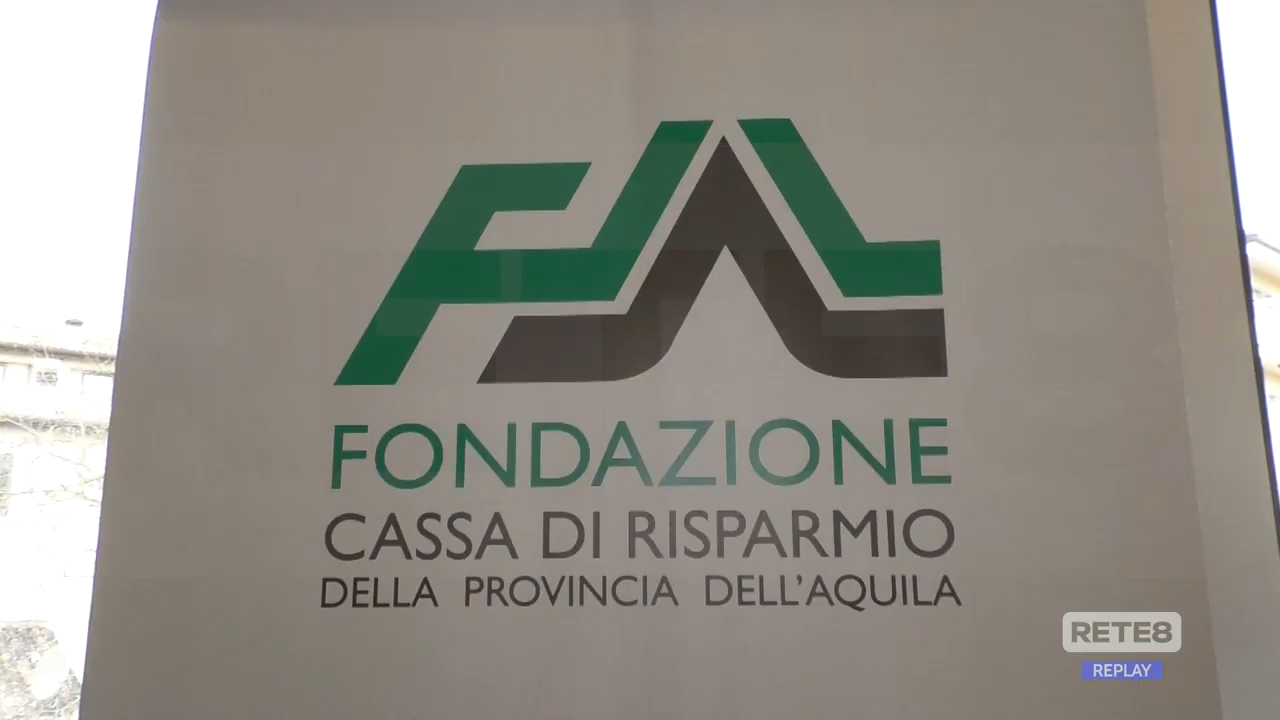 FONDAZIONE
CASSA DI RISPARMIO
DELLA PROVINCIA DELL'AQUILA
RETE8
REPLAY